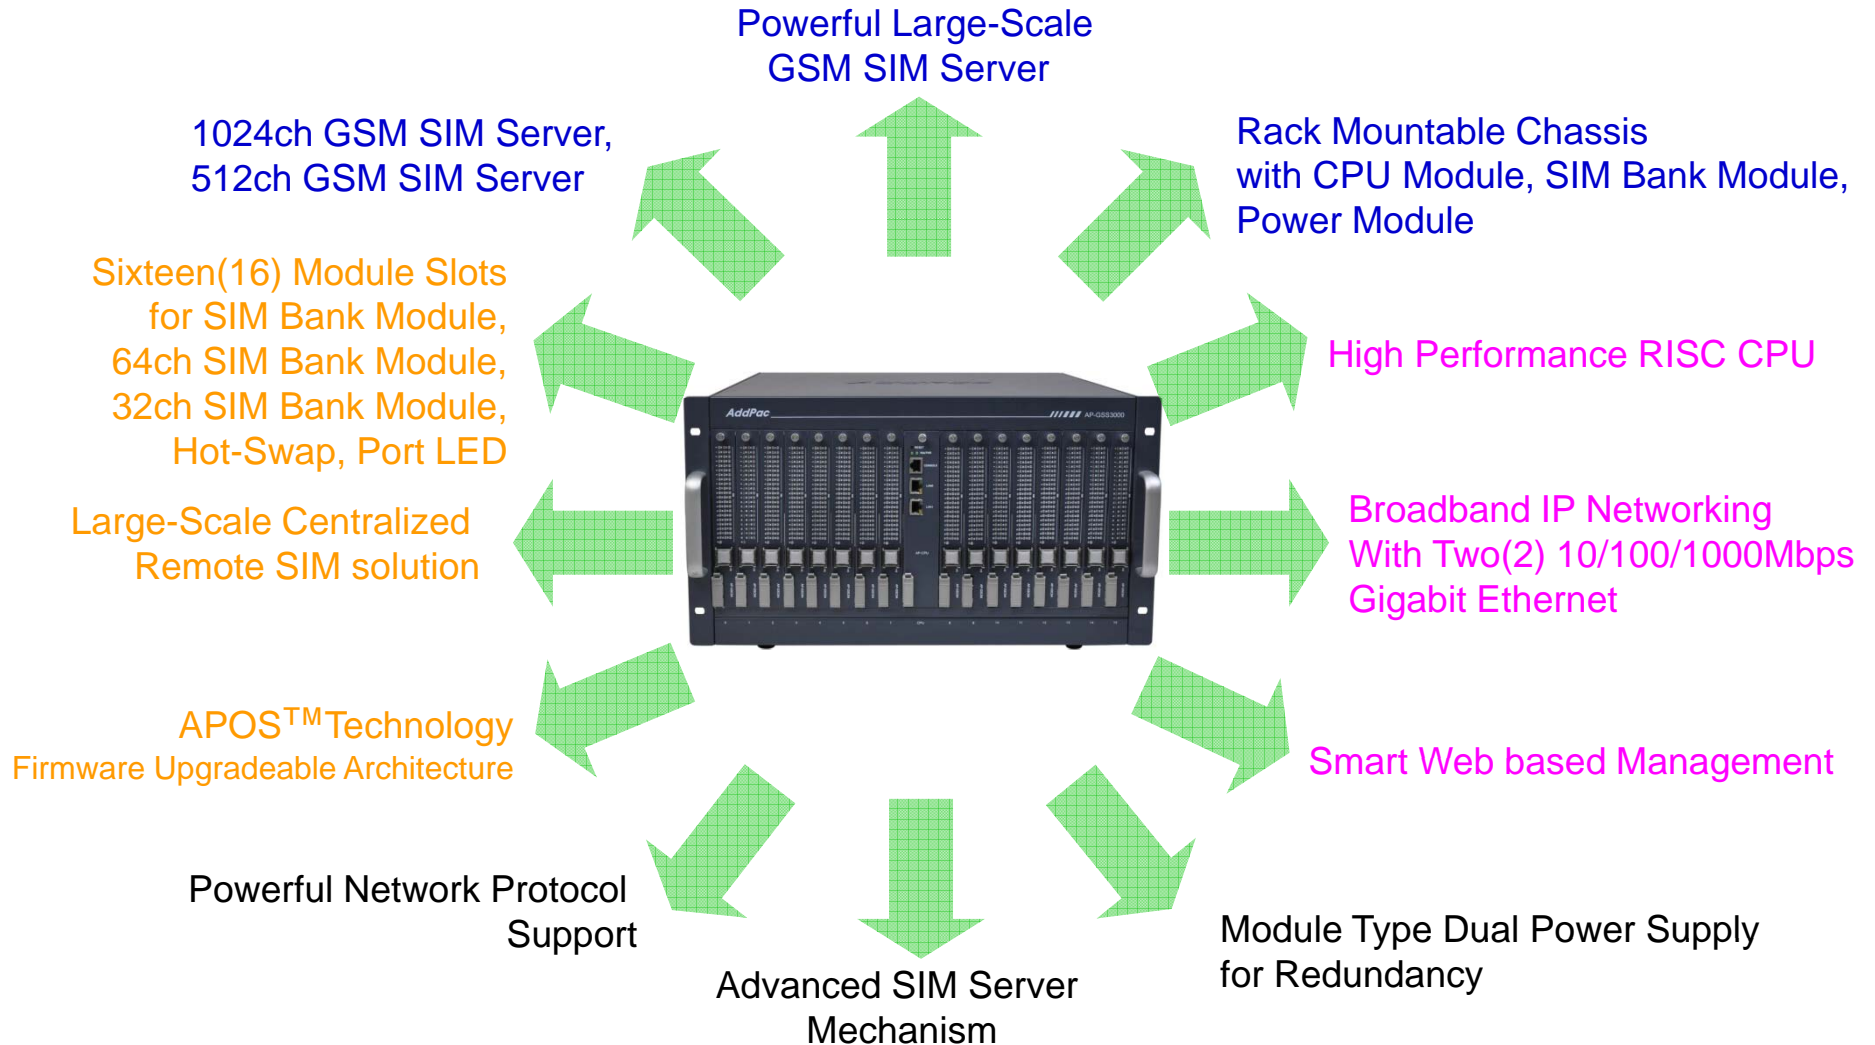 Powerful Large-Scale
GSM SIM Server
1024ch GSM SIM Server,
512ch GSM SIM Server
Rack Mountable Chassis
with CPU Module, SIM Bank Module,
Power Module
Sixteen(16) Module Slots
for SIM Bank Module,
64ch SIM Bank Module,
32ch SIM Bank Module,
Hot-Swap, Port LED
High Performance RISC CPU
AddPac
AP-GSS3000
Large-Scale Centralized
Remote SIM solution
Broadband IP Networking
With Two(2) 10/100/1000Mbps
Gigabit Ethernet
APOS™Technology
Firmware Upgradeable Architecture
Smart Web based Management
Powerful Network Protocol
Support
Advanced SIM Server
Mechanism
Module Type Dual Power Supply
for Redundancy